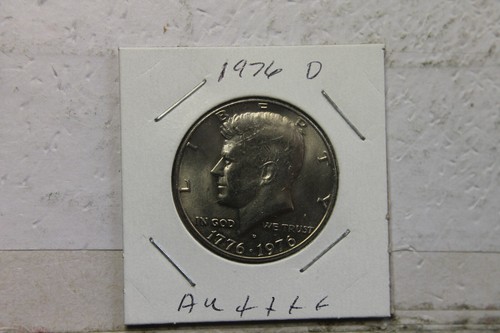 1976 D
LIBERTY
IN GOD WE TRUST
D
1776 · 1976
AU ++++